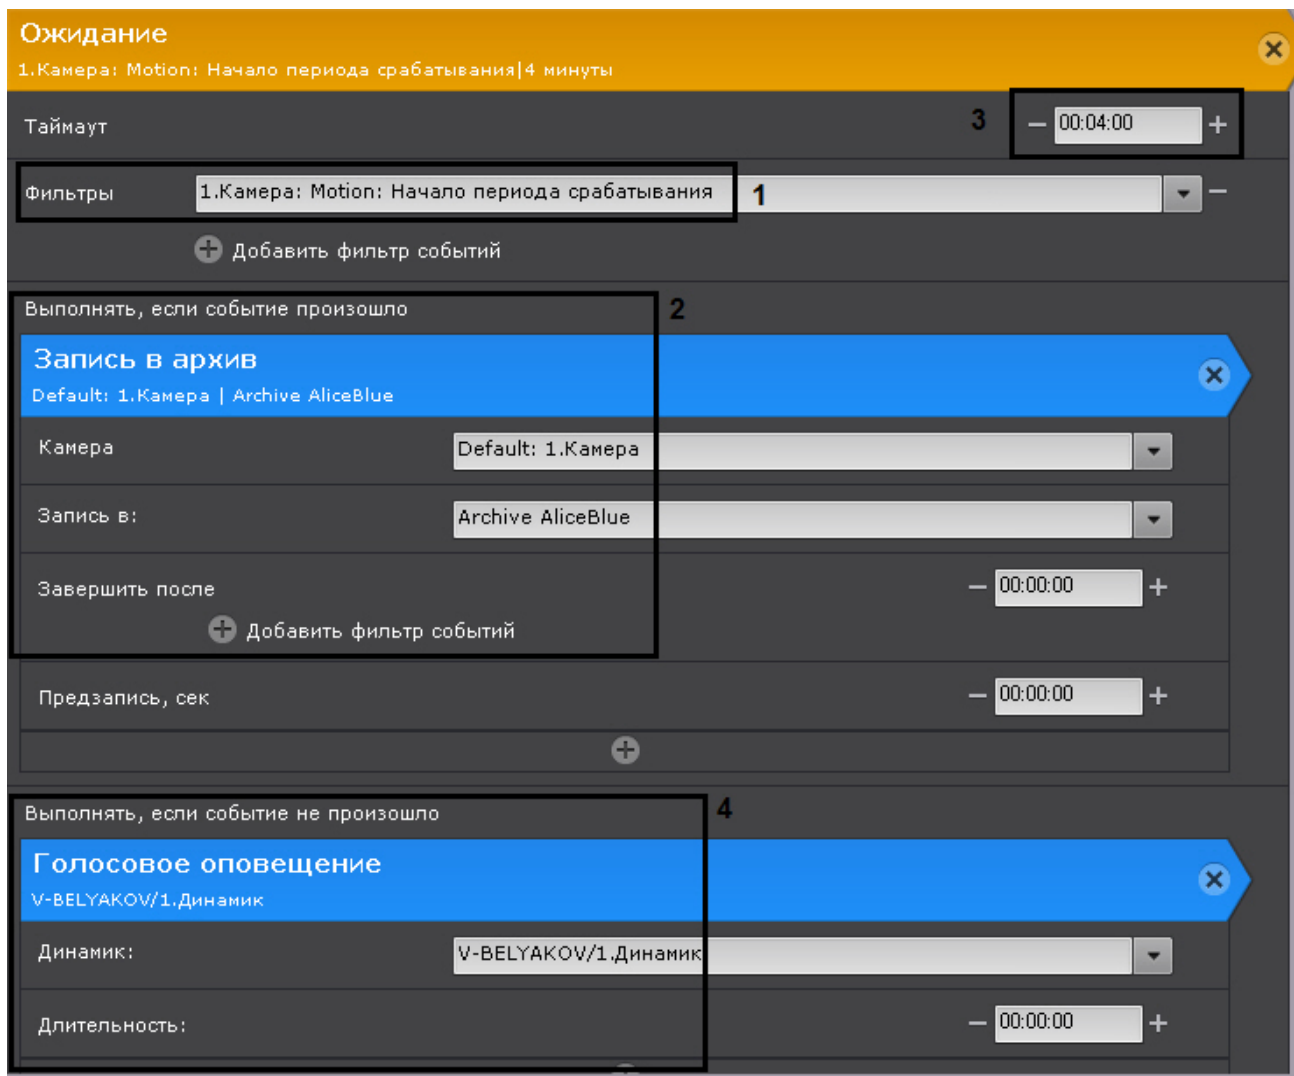 Ожидание
1.Камера: Motion: Начало периода срабатывания|4 минуты
Таймаут 3 00:04:00
Фильтры 1.Камера: Motion: Начало периода срабатывания 1
Добавить фильтр событий
Выполнять, если событие произошло 2
Запись в архив
Default: 1.Камера | Archive AliceBlue
Камера Default: 1.Камера
Запись в: Archive AliceBlue
Завершить после 00:00:00
Добавить фильтр событий
Предзапись, сек 00:00:00
Выполнять, если событие не произошло 4
Голосовое оповещение
V-BELYAKOV/1.Динамик
Динамик: V-BELYAKOV/1.Динамик
Длительность: 00:00:00